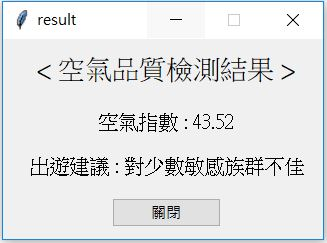 result
< 空氣品質檢測結果 >
空氣指數 : 43.52
出遊建議 : 對少數敏感族群不佳
關閉